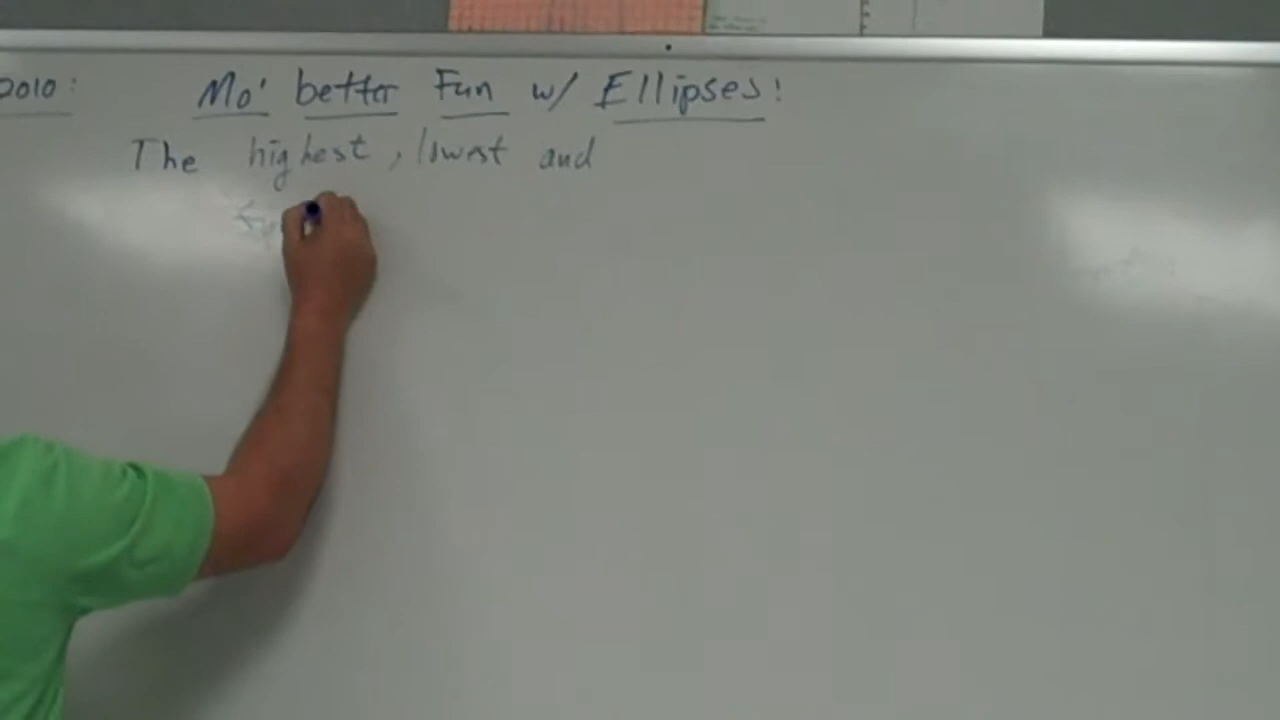 2010: Mo' better Fun w/ Ellipses!
The highest, lowest and